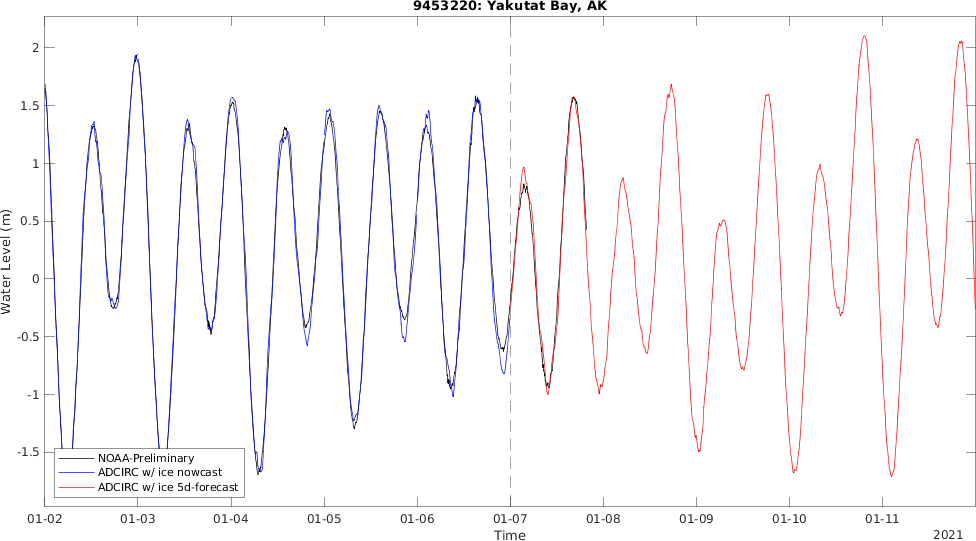 9453220: Yakutat Bay, AK
Water Level (m)
2
1.5
1
0.5
0
-0.5
-1
-1.5
NOAA-Preliminary
ADCIRC w/ ice nowcast
ADCIRC w/ ice 5d-forecast
01-02 01-03 01-04 01-05 01-06 01-07 01-08 01-09 01-10 01-11
Time
2021